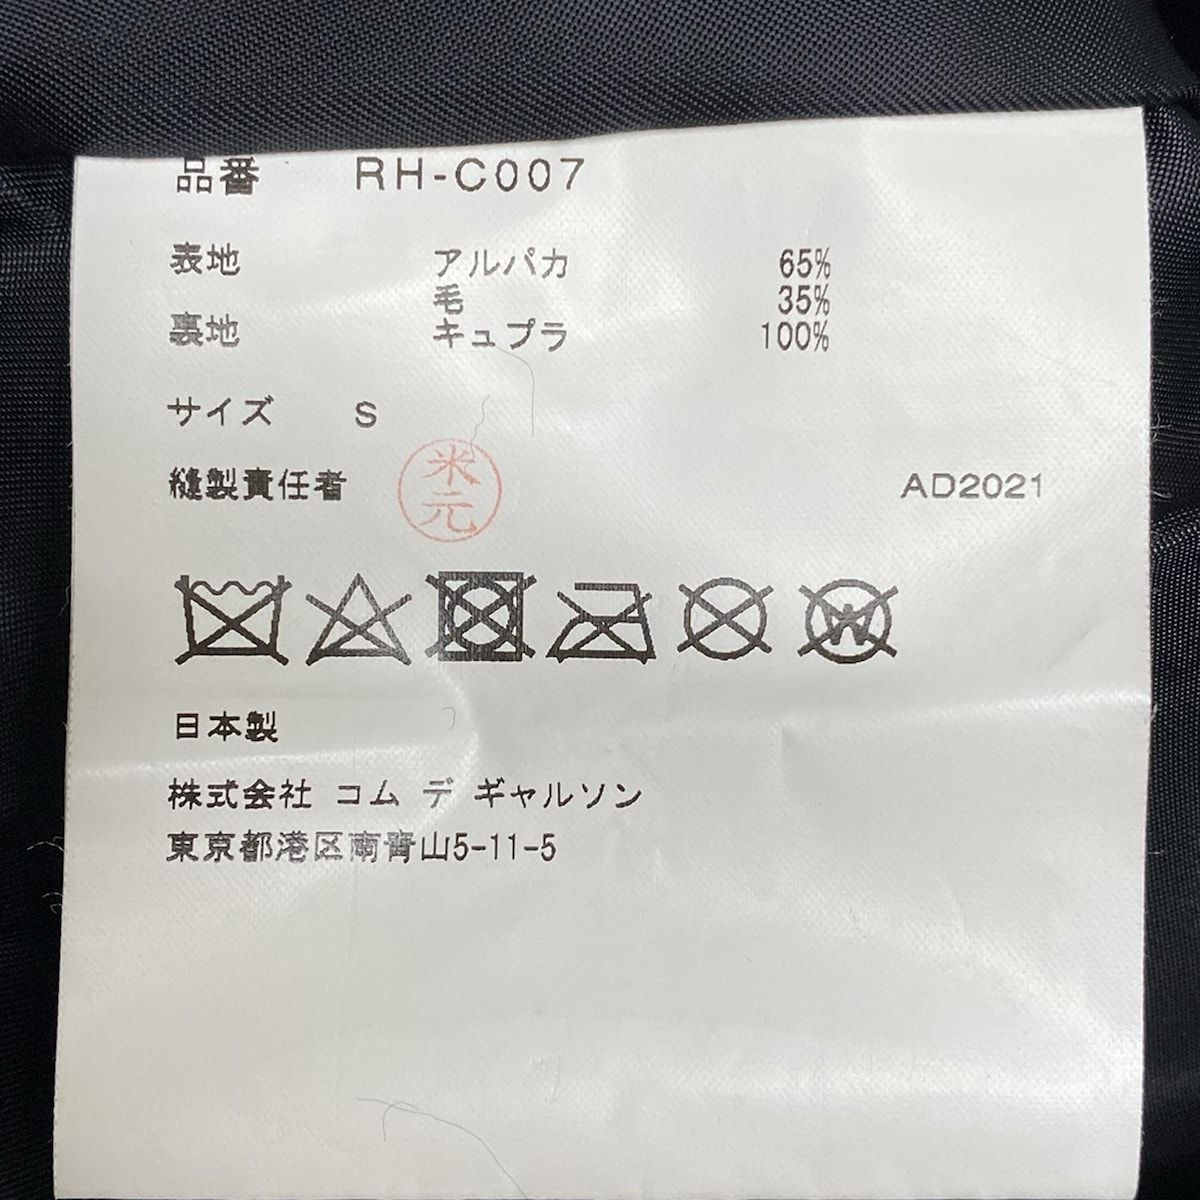 品番 RH-C007
表地 アルパカ 65%
毛 35%
裏地 キュプラ 100%
サイズ S
縫製責任者 米元 AD2021
W
日本製
株式会社 コム デ ギャルソン
東京都港区南青山5-11-5